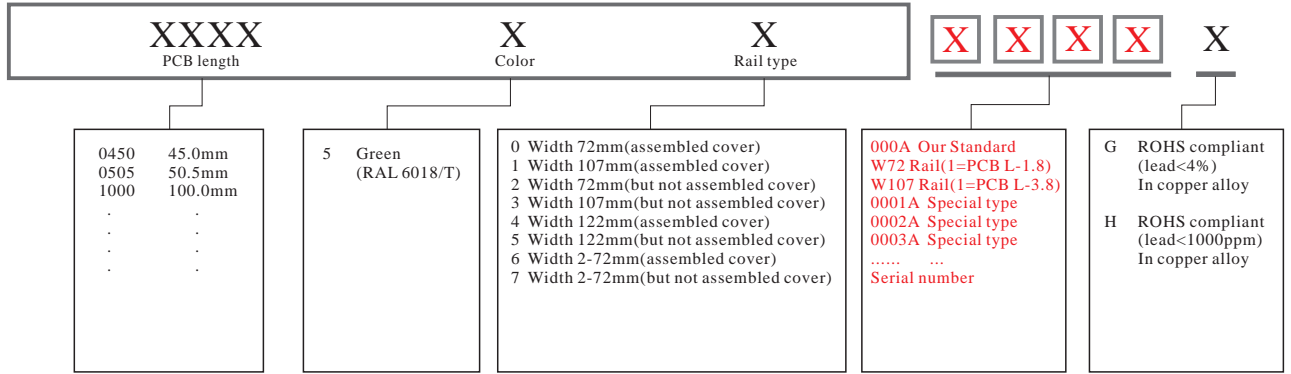 XXXX X X X X X X X
PCB length Color Rail type
0450 45.0mm
0505 50.5mm
1000 100.0mm
. .
. .
. .
. .
5 Green
(RAL 6018/T)
0 Width 72mm(assembled cover)
1 Width 107mm(assembled cover)
2 Width 72mm(but not assembled cover)
3 Width 107mm(but not assembled cover)
4 Width 122mm(assembled cover)
5 Width 122mm(but not assembled cover)
6 Width 2-72mm(assembled cover)
7 Width 2-72mm(but not assembled cover)
000A Our Standard
W72 Rail(1=PCB L-1.8)
W107 Rail(1=PCB L-3.8)
0001A Special type
0002A Special type
0003A Special type
...... ...
Serial number
G ROHS compliant
(lead<4%)
In copper alloy
H ROHS compliant
(lead<1000ppm)
In copper alloy